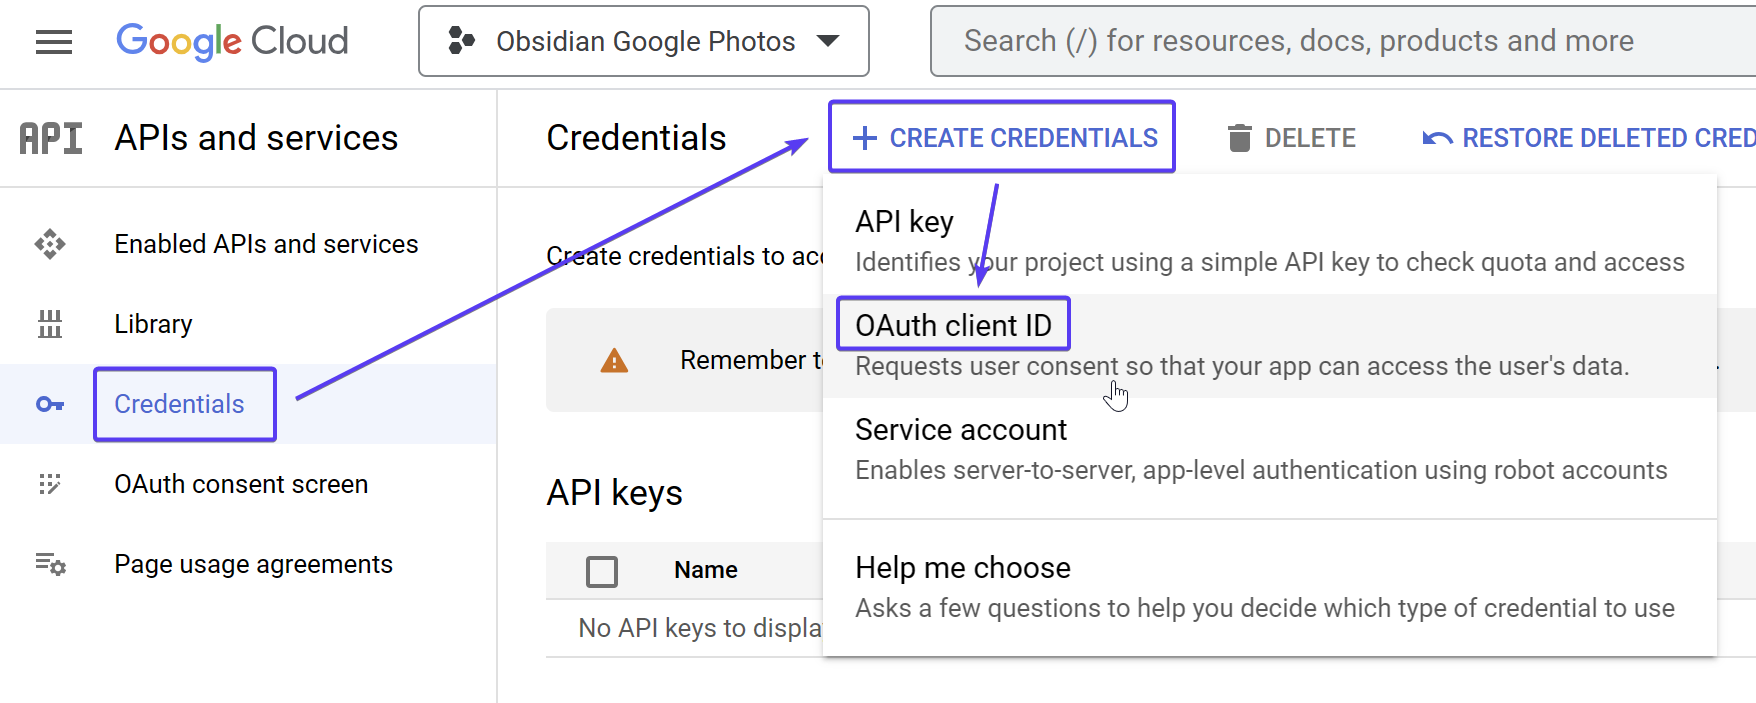 Google Cloud
Obsidian Google Photos
Search (/) for resources, docs, products and more
API
APIs and services
Credentials
+ CREATE CREDENTIALS
DELETE
RESTORE DELETED CRED
Enabled APIs and services
Library
Credentials
OAuth consent screen
Page usage agreements
Create credentials to acc
Remember t
API keys
Name
No API keys to displa
API key
Identifies your project using a simple API key to check quota and access
OAuth client ID
Requests user consent so that your app can access the user's data.
Service account
Enables server-to-server, app-level authentication using robot accounts
Help me choose
Asks a few questions to help you decide which type of credential to use